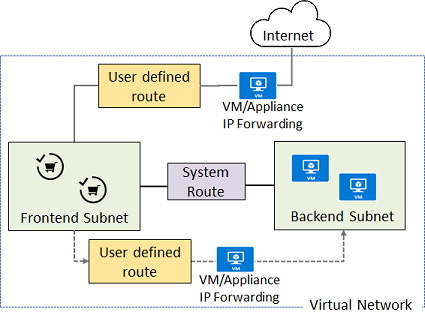 Internet
User defined
route
VM
VM/Appliance
IP Forwarding
Frontend Subnet
System
Route
VM
VM
Backend Subnet
User defined
route
VM
VM/Appliance
IP Forwarding
Virtual Network